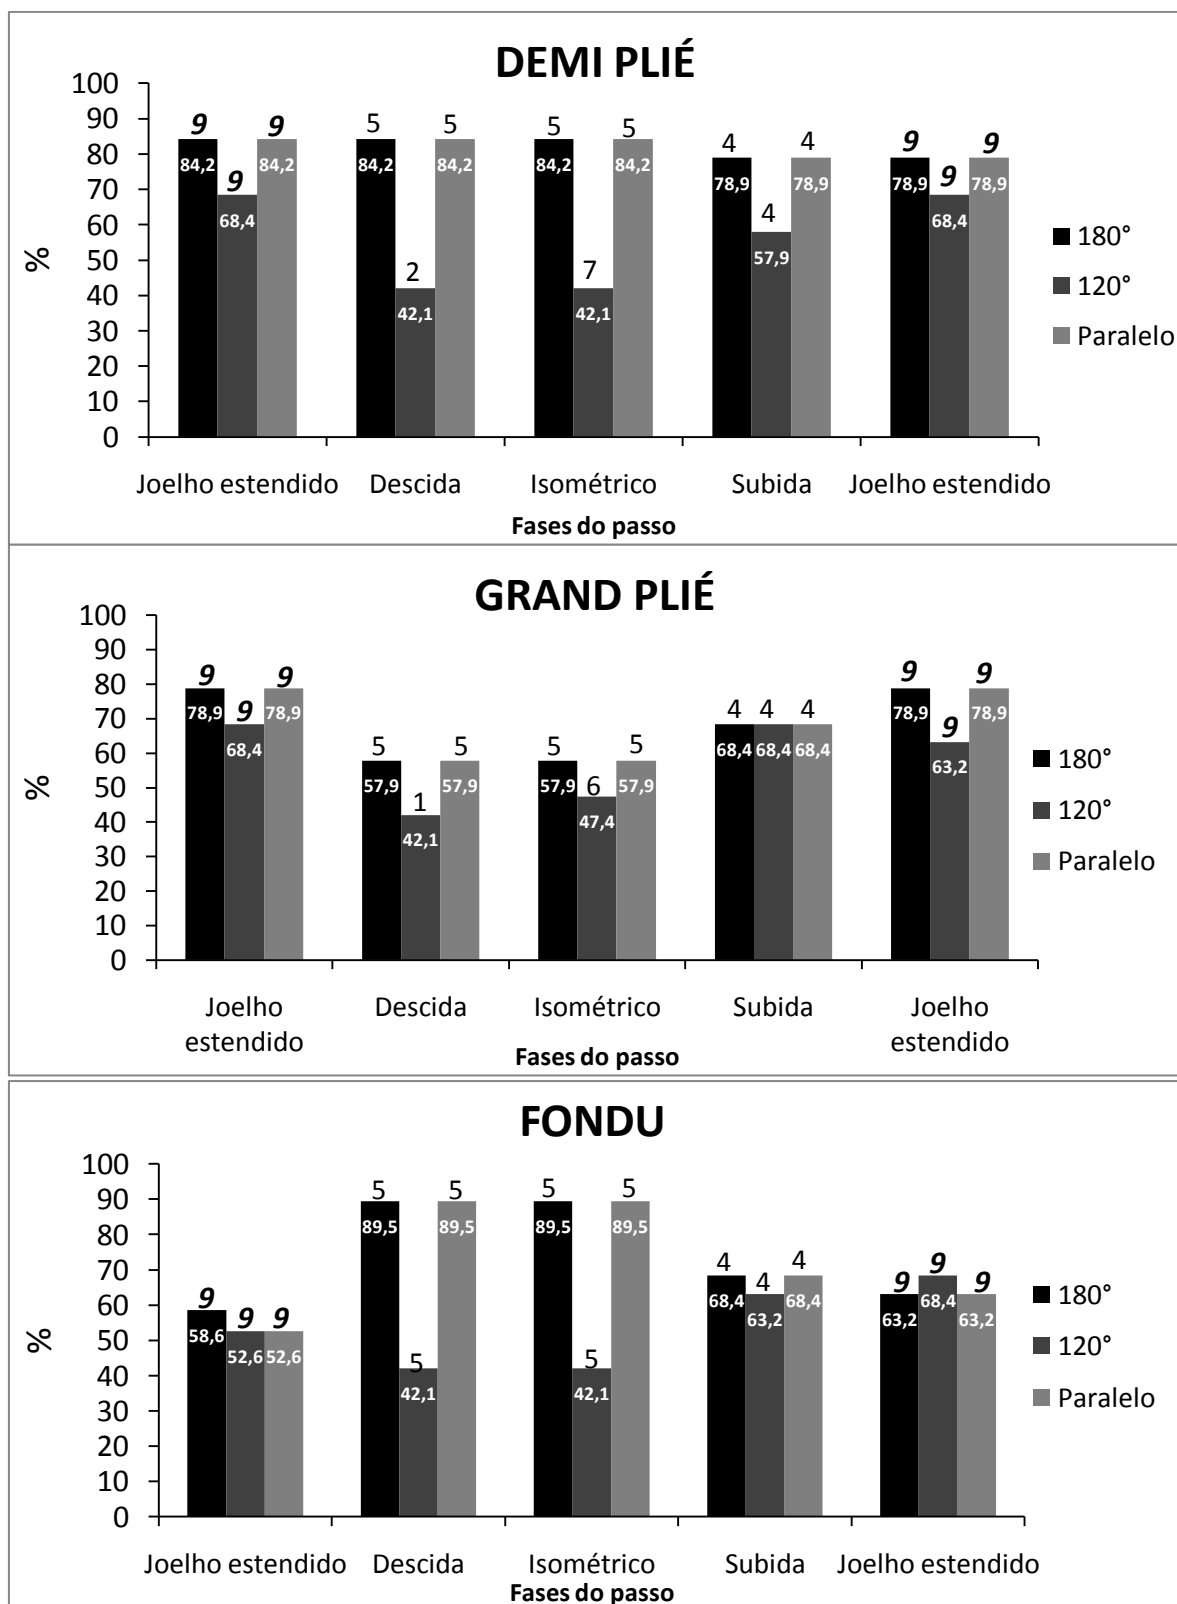 DEMI PLIÉ
100
90
80
70
60
50
40
30
20
10
0
%
9 9 5 5 5 5 4 4 9 9
9 2 7 4 9
84,2 84,2 84,2 84,2 84,2 84,2 78,9 78,9 78,9 78,9
68,4 42,1 42,1 57,9 68,4
180°
120°
Paralelo
Joelho estendido Descida Isométrico Subida Joelho estendido
Fases do passo
GRAND PLIÉ
100
90
80
70
60
50
40
30
20
10
0
%
9 9 5 5 5 5 4 4 4 9 9
9 1 6 9
78,9 78,9 57,9 57,9 57,9 57,9 68,4 68,4 68,4 78,9 78,9
68,4 42,1 47,4 63,2
180°
120°
Paralelo
Joelho estendido Descida Isométrico Subida Joelho estendido
Fases do passo
FONDU
100
90
80
70
60
50
40
30
20
10
0
%
9 9 9 5 5 5 5 4 4 9 9 9
5 5 4
58,6 52,6 52,6 89,5 89,5 89,5 89,5 68,4 68,4 63,2 68,4 63,2
42,1 42,1 63,2
180°
120°
Paralelo
Joelho estendido Descida Isométrico Subida Joelho estendido
Fases do passo